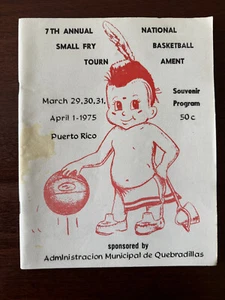 7TH ANNUAL NATIONAL
SMALL FRY BASKETBALL
TOURN AMENT
March 29,30,31,
April 1-1975
Puerto Rico
Souvenir
Program
50 c
sponsored by
Administracion Municipal de Quebradillas